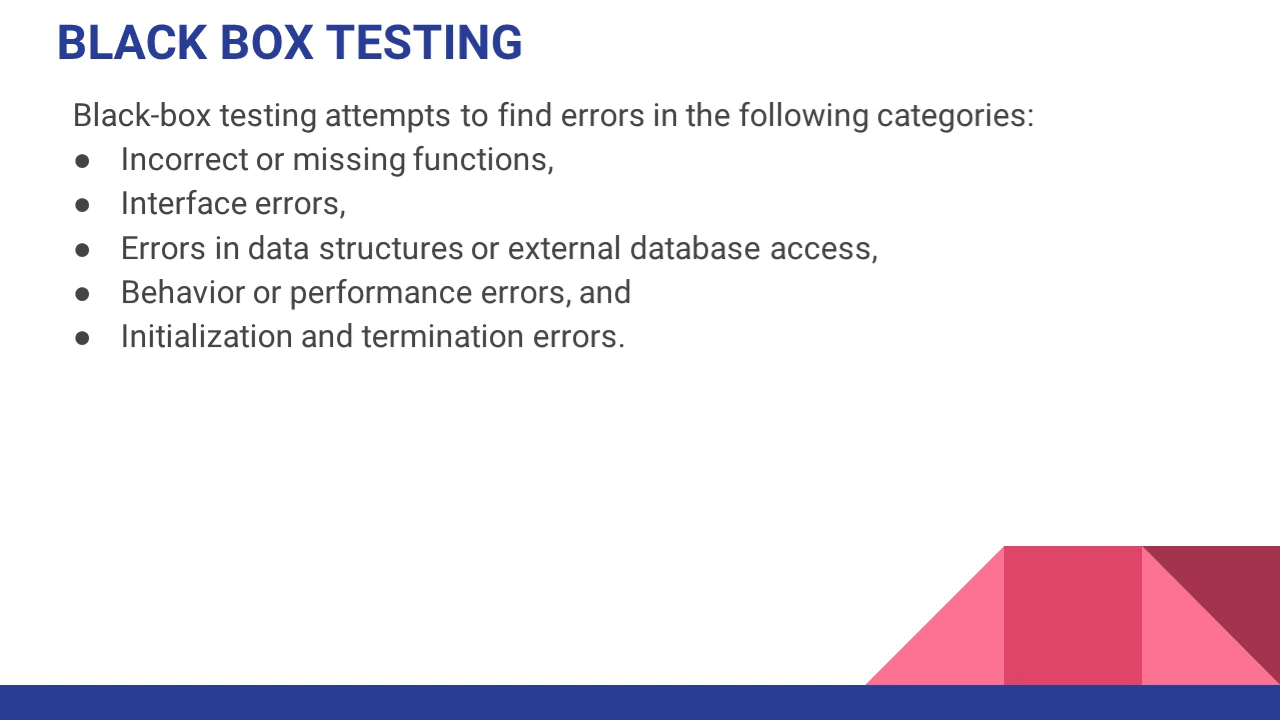 BLACK BOX TESTING
Black-box testing attempts to find errors in the following categories:
● Incorrect or missing functions,
● Interface errors,
● Errors in data structures or external database access,
● Behavior or performance errors, and
● Initialization and termination errors.